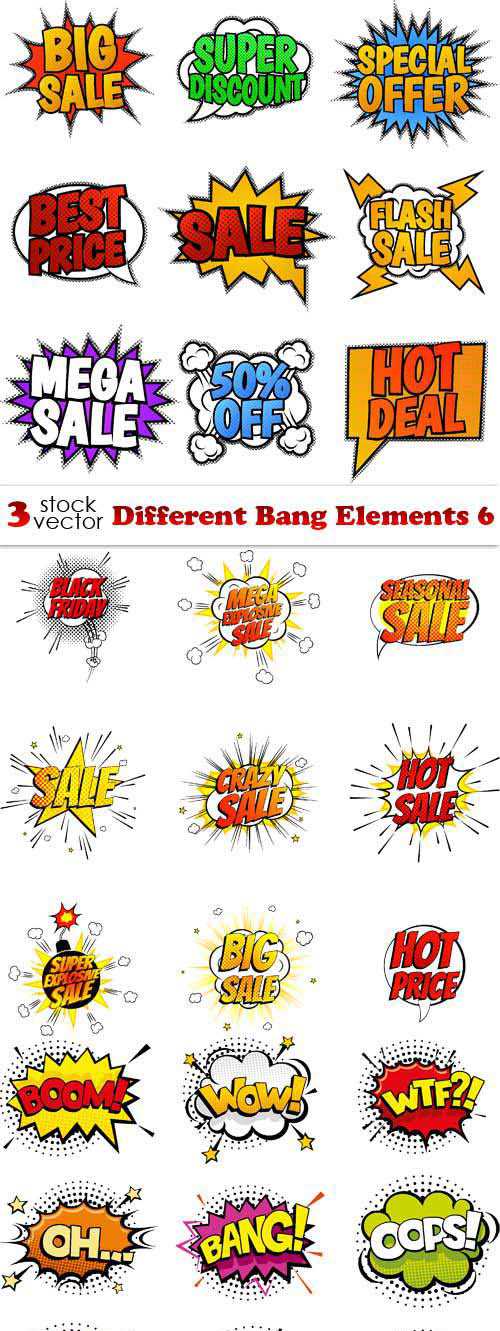 BIG
SALE
SUPER
DISCOUNT
SPECIAL
OFFER
BEST
PRICE
SALE
FLASH
SALE
MEGA
SALE
50%
OFF
HOT
DEAL
3 stock
vector
Different Bang Elements 6
BLACK
FRIDAY
MEGA
EXPLOSIVE
SALE
SEASONAL
SALE
SALE
CRAZY
SALE
HOT
SALE
SUPER
EXPLOSIVE
SALE
BIG
SALE
HOT
PRICE
BOOM!
WOW!
WTF?!
OH...
BANG!
OOPS!